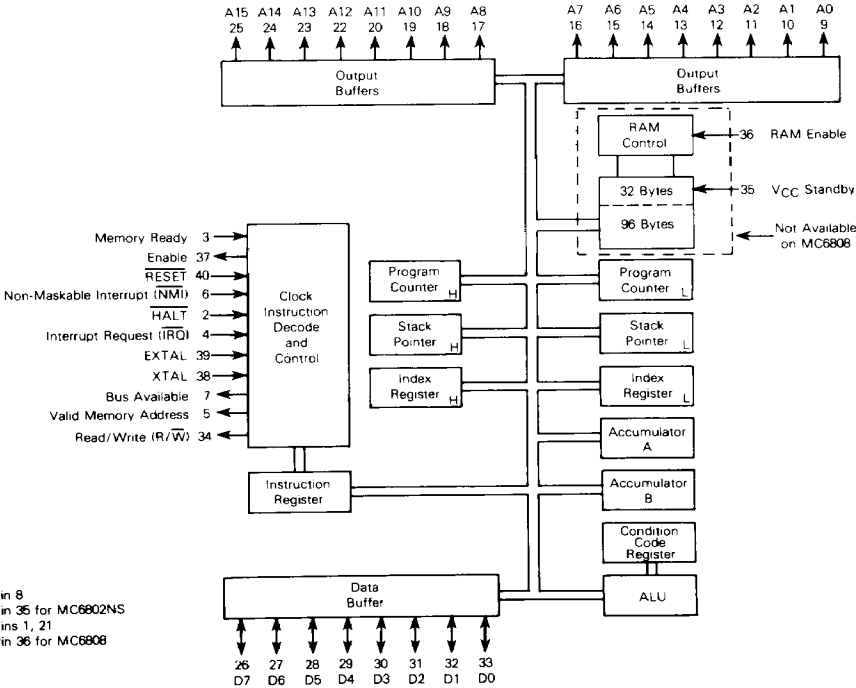 A15 A14 A13 A12 A11 A10 A9 A8
25 24 23 22 20 19 18 17
A7 A6 A5 A4 A3 A2 A1 A0
16 15 14 13 12 11 10 9
Output
Buffers
Output
Buffers
RAM
Control
36 RAM Enable
32 Bytes
35 VCC Standby
96 Bytes
Not Available
on MC6808
Memory Ready 3
Enable 37
RESET 40
Non-Maskable Interrupt (NMI) 6
HALT 2
Interrupt Request (IRQ) 4
EXTAL 39
XTAL 38
Bus Available 7
Valid Memory Address 5
Read/Write (R/W) 34
Clock
Instruction
Decode
and
Control
Program
Counter H
Program
Counter L
Stack
Pointer H
Stack
Pointer L
Index
Register H
Index
Register L
Accumulator
A
Instruction
Register
Accumulator
B
Condition
Code
Register
ALU
Data
Buffer
in 8
in 35 for MC6802NS
ins 1, 21
in 36 for MC6808
26 27 28 29 30 31 32 33
D7 D6 D5 D4 D3 D2 D1 D0